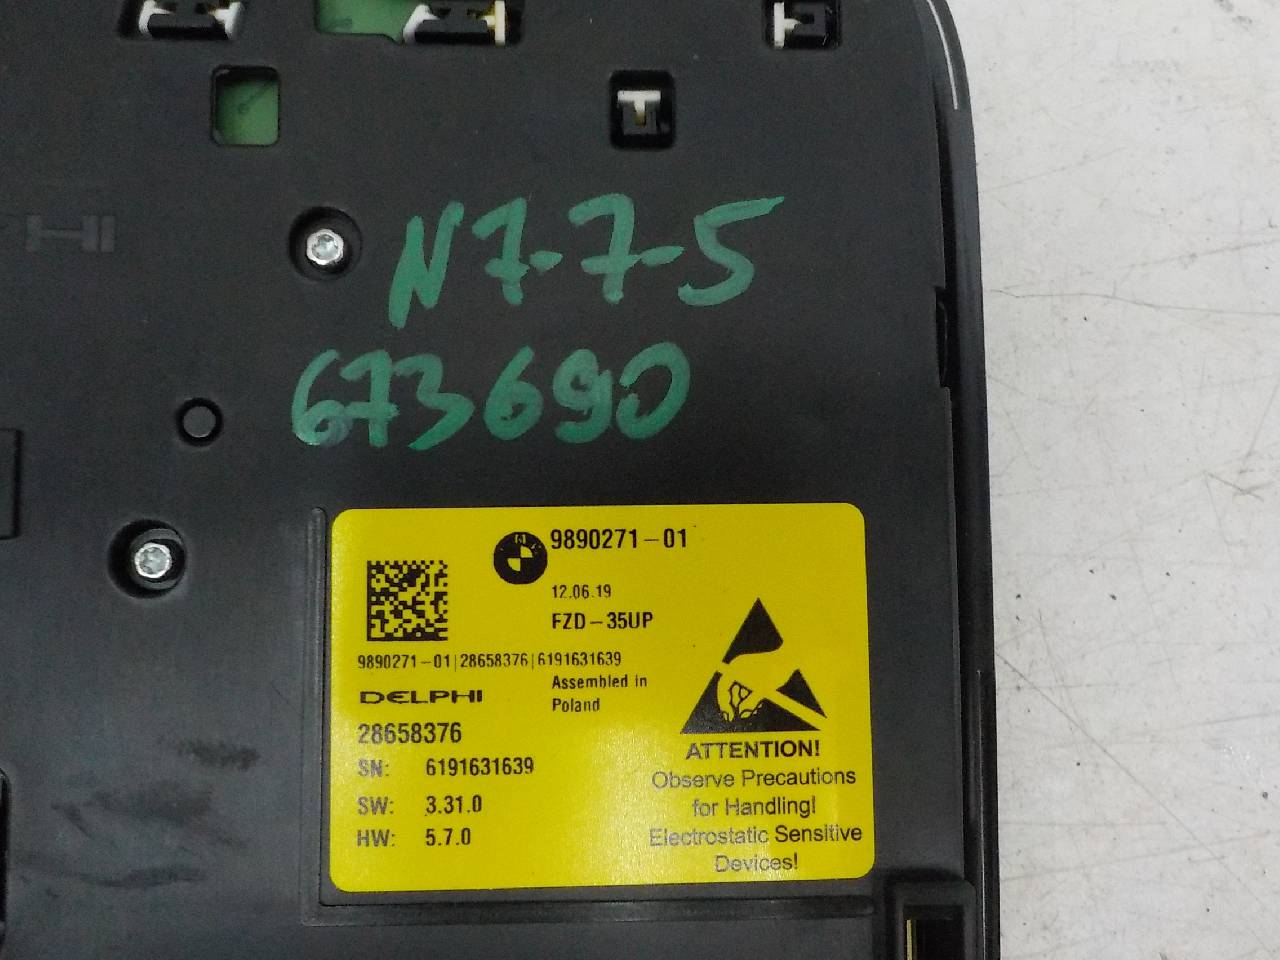 N7-7-5
673690
9890271-01
12.06.19
FZD-35UP
9890271-01|28658376|6191631639
DELPHI
Assembled in
Poland
28658376
SN: 6191631639
SW: 3.31.0
HW: 5.7.0
ATTENTION!
Observe Precautions
for Handling!
Electrostatic Sensitive
Devices!